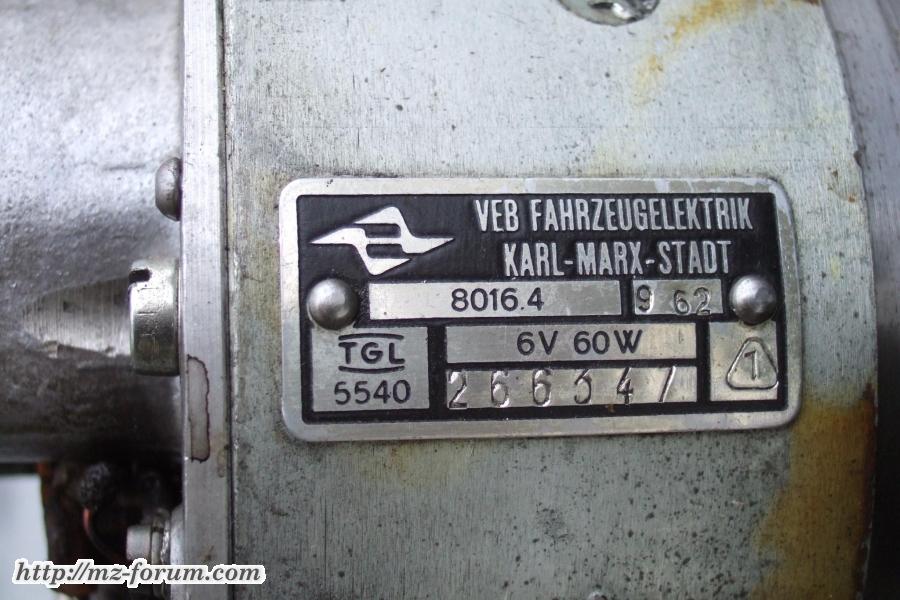 VEB FAHRZEUGELEKTRIK
KARL-MARX-STADT
8016.4 9 62
TGL
5540
6V 60W
266347
1
http://mz-forum.com